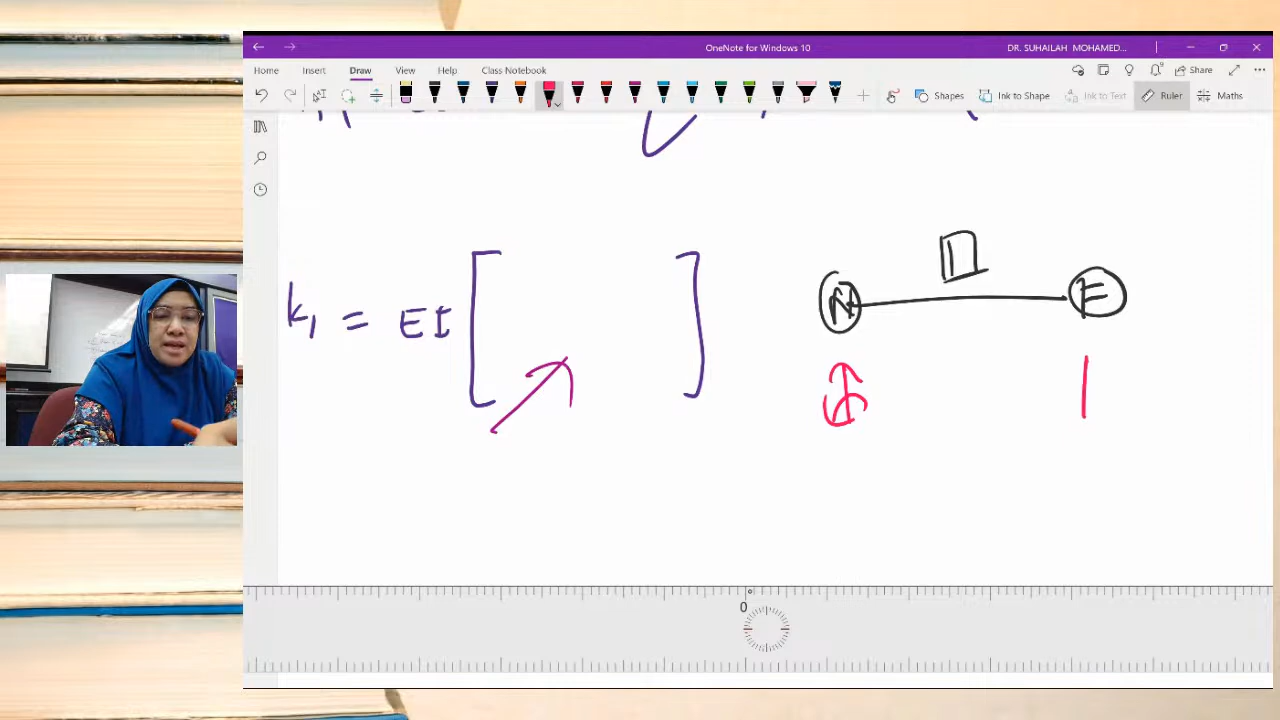 OneNote for Windows 10
DR. SUHAILAH MOHAMED...
Home Insert Draw View Help Class Notebook
Share
Shapes Ink to Shape Ink to Text Ruler Maths
k₁ = EI [ ]
1
N E
0°